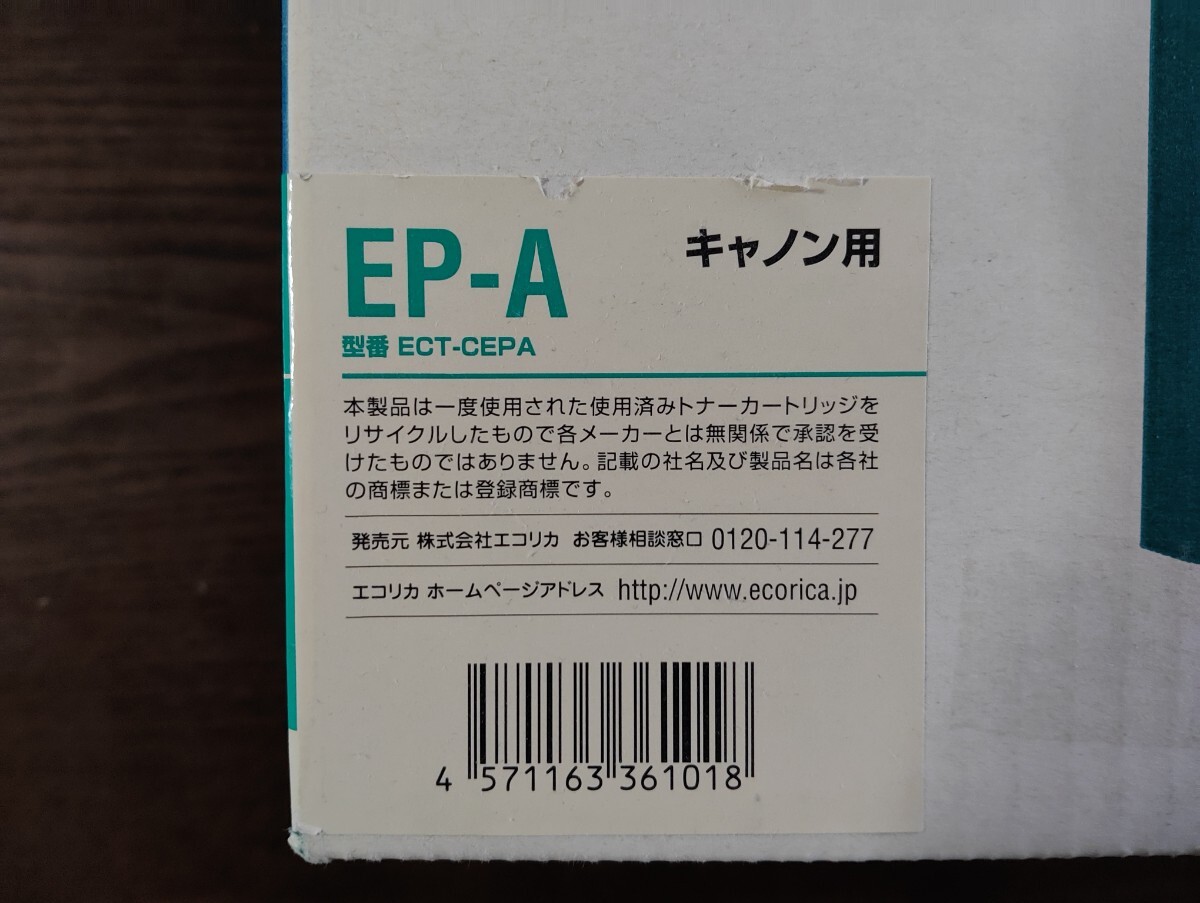 EP-A キャノン用
型番 ECT-CEPA
本製品は一度使用された使用済みトナーカートリッジを
リサイクルしたもので各メーカーとは無関係で承認を受
けたものではありません。記載の社名及び製品名は各社
の商標または登録商標です。
発売元 株式会社エコリカ お客様相談窓口 0120-114-277
エコリカ ホームページアドレス http://www.ecorica.jp
4 571163 361018